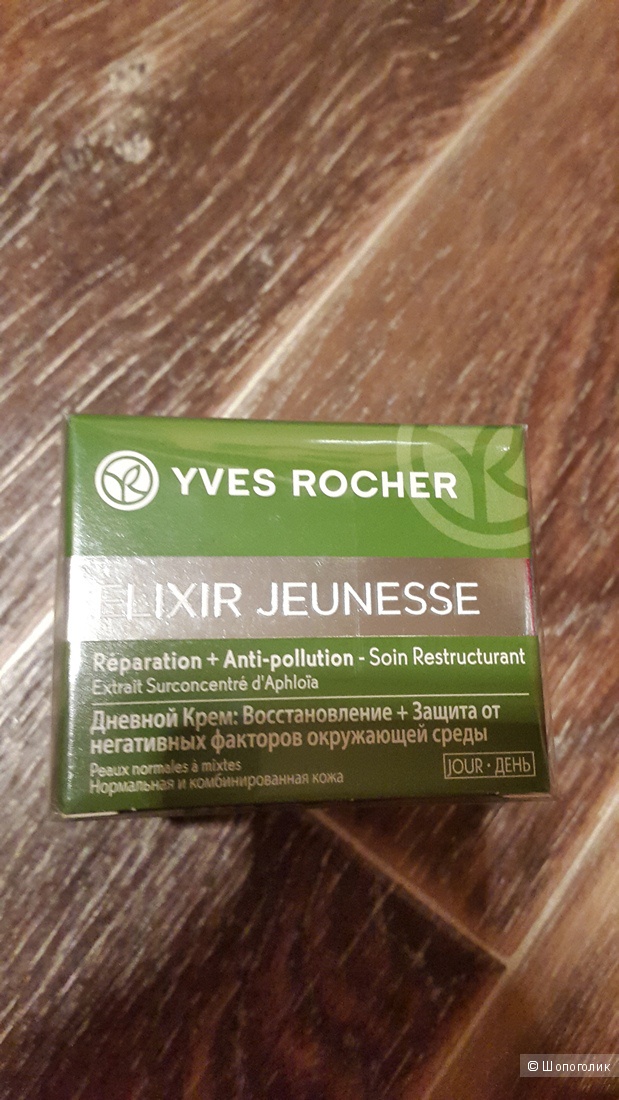 YVES ROCHER
ELIXIR JEUNESSE
Réparation + Anti-pollution - Soin Restructurant
Extrait Surconcentré d'Aphloïa
Дневной Крем: Восстановление + Защита от
негативных факторов окружающей среды
Peaux normales à mixtes
Нормальная и комбинированная кожа
JOUR · ДЕНЬ
© Шопоголик